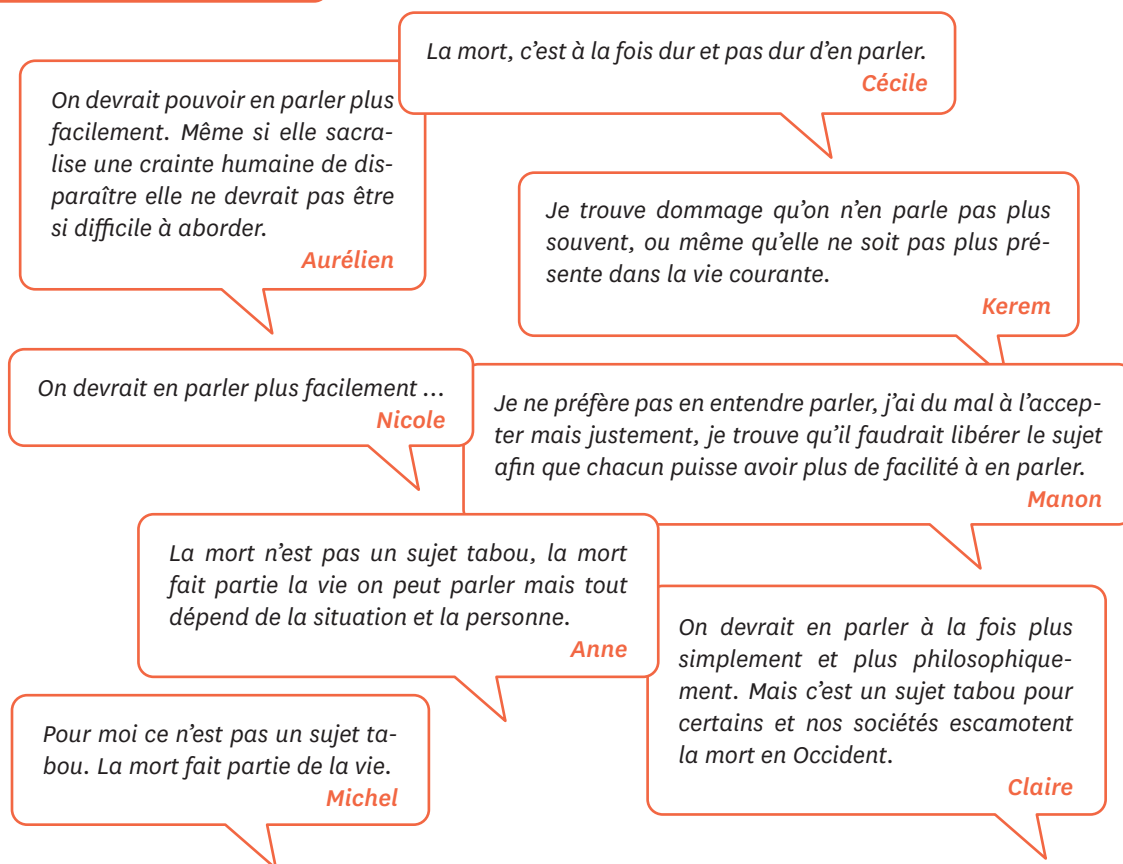 La mort, c'est à la fois dur et pas dur d'en parler.
Cécile
On devrait pouvoir en parler plus
facilement. Même si elle sacra-
lise une crainte humaine de dis-
paraître elle ne devrait pas être
si difficile à aborder.
Aurélien
Je trouve dommage qu'on n'en parle pas plus
souvent, ou même qu'elle ne soit pas plus pré-
sente dans la vie courante.
Kerem
On devrait en parler plus facilement ...
Nicole
Je ne préfère pas en entendre parler, j'ai du mal à l'accep-
ter mais justement, je trouve qu'il faudrait libérer le sujet
afin que chacun puisse avoir plus de facilité à en parler.
Manon
La mort n'est pas un sujet tabou, la mort
fait partie la vie on peut parler mais tout
dépend de la situation et la personne.
Anne
On devrait en parler à la fois plus
simplement et plus philosophique-
ment. Mais c'est un sujet tabou pour
certains et nos sociétés escamotent
la mort en Occident.
Claire
Pour moi ce n'est pas un sujet ta-
bou. La mort fait partie de la vie.
Michel